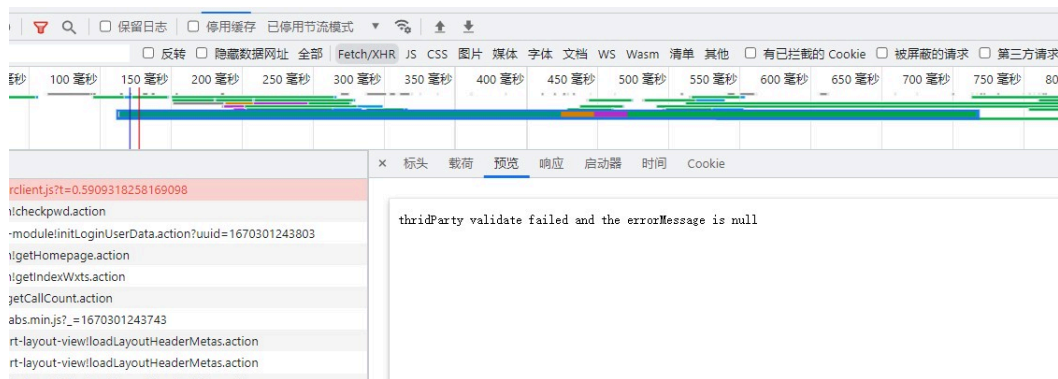 保留日志 停用缓存 已停用节流模式
反转 隐藏数据网址 全部 Fetch/XHR JS CSS 图片 媒体 字体 文档 WS Wasm 清单 其他 有已拦截的 Cookie 被屏蔽的请求 第三方请求
毫秒 100 毫秒 150 毫秒 200 毫秒 250 毫秒 300 毫秒 350 毫秒 400 毫秒 450 毫秒 500 毫秒 550 毫秒 600 毫秒 650 毫秒 700 毫秒 750 毫秒 80
× 标头 载荷 预览 响应 启动器 时间 Cookie
rclient.js?t=0.5909318258169098
thridParty validate failed and the errorMessage is null
!checkpwd.action
-module!initLoginUserData.action?uuid=1670301243803
!getHomepage.action
!getIndexWxts.action
getCallCount.action
abs.min.js?_=1670301243743
rt-layout-view!loadLayoutHeaderMetas.action
rt-layout-view!loadLayoutHeaderMetas.action